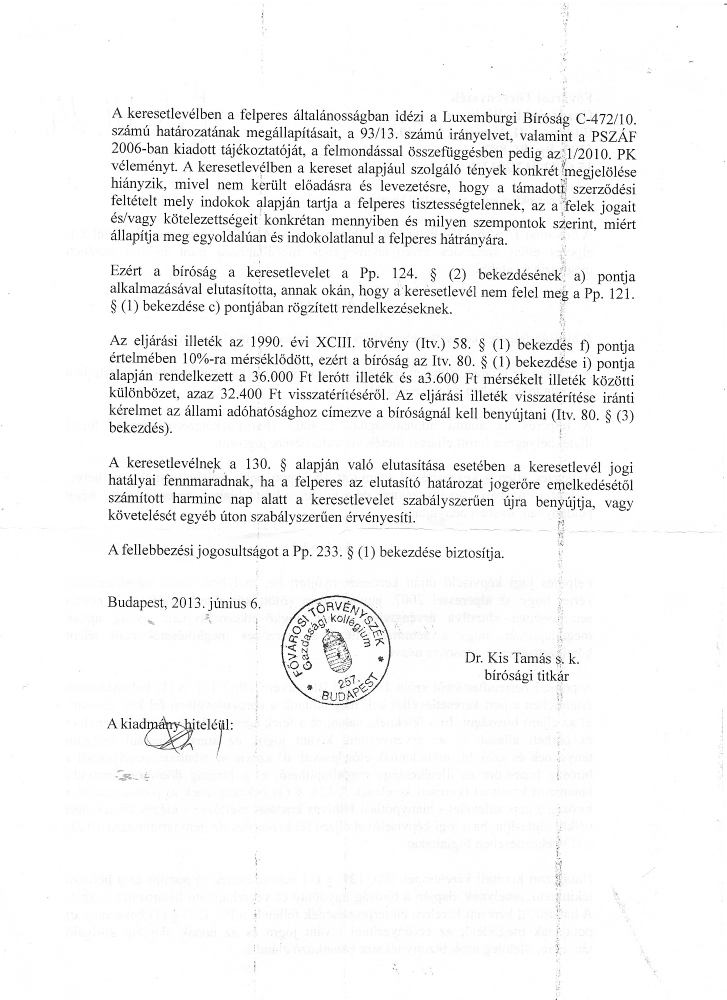 A keresetlevélben a felperes általánosságban idézi a Luxemburgi Bíróság C-472/10.
számú határozatának megállapításait, a 93/13. számú irányelvet, valamint a PSZÁF
2006-ban kiadott tájékoztatóját, a felmondással összefüggésben pedig az 1/2010. PK
véleményt. A keresetlevélben a kereset alapjául szolgáló tények konkrét megjelölése
hiányzik, mivel nem került előadásra és levezetésre, hogy a támadott szerződési
feltételt mely indokok alapján tartja a felperes tisztességtelennek, az a felek jogait
és/vagy kötelezettségeit konkrétan mennyiben és milyen szempontok szerint, miért
állapítja meg egyoldalúan és indokolatlanul a felperes hátrányára.
Ezért a bíróság a keresetlevelet a Pp. 124. § (2) bekezdésének a) pontja
alkalmazásával elutasította, annak okán, hogy a keresetlevél nem felel meg a Pp. 121.
§ (1) bekezdése c) pontjában rögzített rendelkezéseknek.
Az eljárási illeték az 1990. évi XCIII. törvény (Itv.) 58. § (1) bekezdés f) pontja
értelmében 10%-ra mérséklődött, ezért a bíróság az Itv. 80. § (1) bekezdése i) pontja
alapján rendelkezett a 36.000 Ft lerótt illeték és a3.600 Ft mérsékelt illeték közötti
különbözet, azaz 32.400 Ft visszatérítéséről. Az eljárási illeték visszatérítése iránti
kérelmet az állami adóhatósághoz címezve a bíróságnál kell benyújtani (Itv. 80. § (3)
bekezdés).
A keresetlevélnek a 130. § alapján való elutasítása esetében a keresetlevél jogi
hatályai fennmaradnak, ha a felperes az elutasító határozat jogerőre emelkedésétől
számított harminc nap alatt a keresetlevelet szabályszerűen újra benyújtja, vagy
követelését egyéb úton szabályszerűen érvényesíti.
A fellebbezési jogosultságot a Pp. 233. § (1) bekezdése biztosítja.
Budapest, 2013. június 6.
FŐVÁROSI TÖRVÉNYSZÉK
Gazdasági kollégium
257.
* BUDAPEST *
Dr. Kis Tamás s. k.
bírósági titkár
A kiadmány hiteléül: